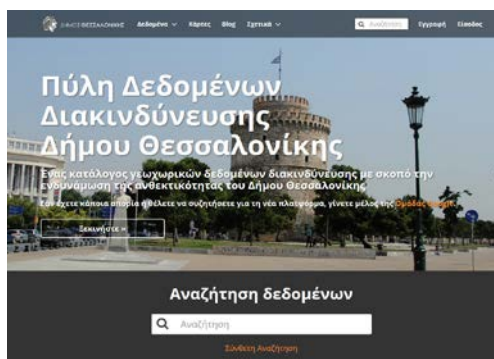 ΔΗΜΟΣ ΘΕΣΣΑΛΟΝΙΚΗΣ Δεδομένα Χάρτες Blog Σχετικά Αναζήτηση Εγγραφή Είσοδος
Πύλη Δεδομένων
Διακινδύνευσης
Δήμου Θεσσαλονίκης
Ένας κατάλογος γεωχωρικών δεδομένων διακινδύνευσης με σκοπό την
ενδυνάμωση της ανθεκτικότητας του Δήμου Θεσσαλονίκης.
Εάν έχετε κάποια απορία ή θέλετε να συζητήσετε για τη νέα πλατφόρμα, γίνετε μέλος της Ομάδας
Ξεκινήστε »
Αναζήτηση δεδομένων
Αναζήτηση
Σύνθετη Αναζήτηση